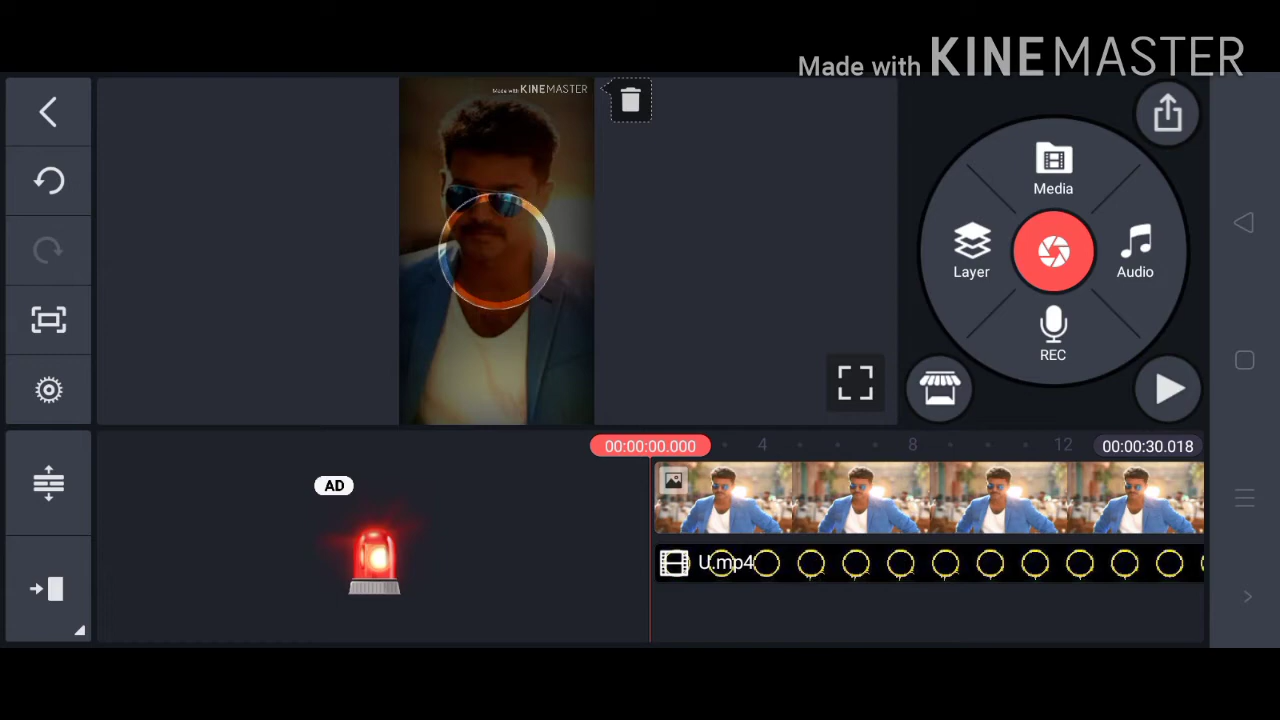 Made with KINEMASTER
Made with KINEMASTER
Media
Layer
Audio
REC
00:00:00.000
4
8
12
00:00:30.018
AD
U.mp4